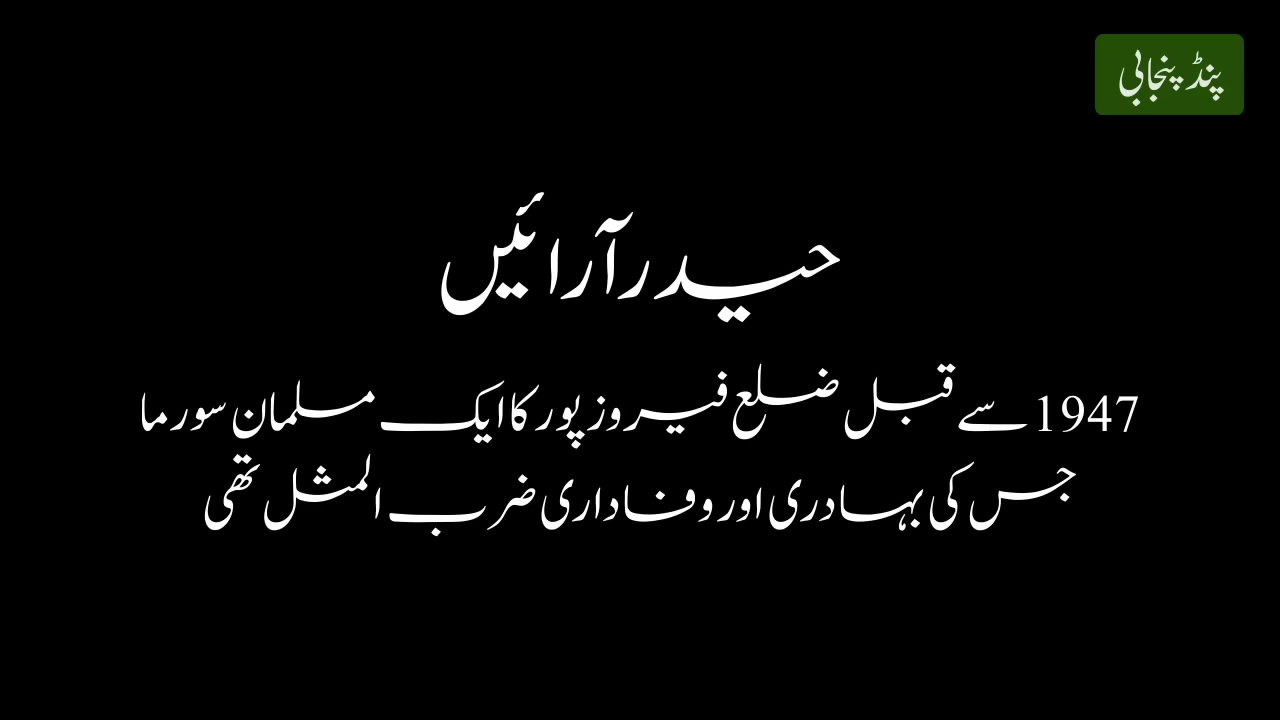 پنڈ پنجابی
حیدر آرائیں
1947 سے قبل ضلع فیروز پور کا ایک مسلمان سورما
جس کی بہادری اور وفاداری ضرب المثل تھی